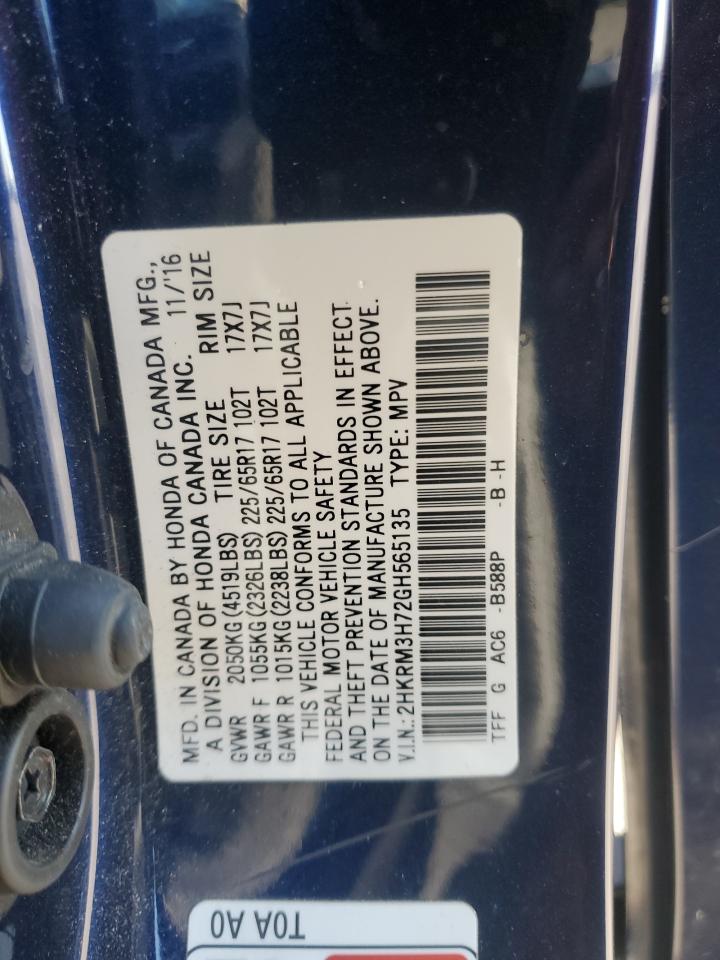 MFD. IN CANADA BY HONDA OF CANADA MFG.,
A DIVISION OF HONDA CANADA INC. 11/'16
GVWR 2050KG(4519LBS) TIRE SIZE RIM SIZE
GAWR F 1055KG(2326LBS) 225/65R17 102T 17X7J
GAWR R 1015KG(2238LBS) 225/65R17 102T 17X7J
THIS VEHICLE CONFORMS TO ALL APPLICABLE
FEDERAL MOTOR VEHICLE SAFETY
AND THEFT PREVENTION STANDARDS IN EFFECT
ON THE DATE OF MANUFACTURE SHOWN ABOVE.
V.I.N.: 2HKRM3H72GH565135 TYPE: MPV
TFF G AC6 -B588P -B-H
T0A A0